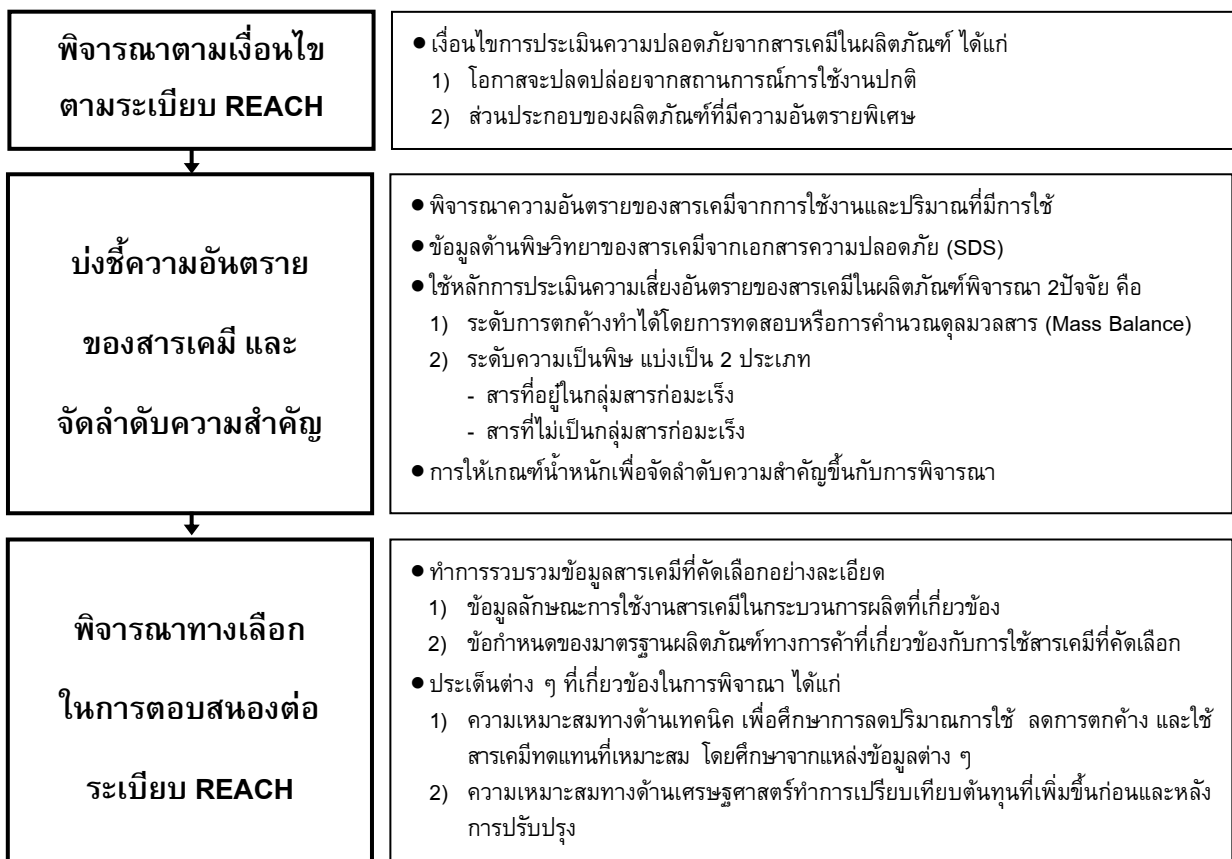 พิจารณาตามเงื่อนไข
ตามระเบียบ REACH
● เงื่อนไขการประเมินความปลอดภัยจากสารเคมีในผลิตภัณฑ์ ได้แก่
1) โอกาสจะปลดปล่อยจากสถานการณ์การใช้งานปกติ
2) ส่วนประกอบของผลิตภัณฑ์ที่มีความอันตรายพิเศษ
บ่งชี้ความอันตราย
ของสารเคมี และ
จัดลำดับความสำคัญ
● พิจารณาความอันตรายของสารเคมีจากการใช้งานและปริมาณที่มีการใช้
● ข้อมูลด้านพิษวิทยาของสารเคมีจากเอกสารความปลอดภัย (SDS)
● ใช้หลักการประเมินความเสี่ยงอันตรายของสารเคมีในผลิตภัณฑ์พิจารณา 2ปัจจัย คือ
1) ระดับการตกค้างทำได้โดยการทดสอบหรือการคำนวณดุลมวลสาร (Mass Balance)
2) ระดับความเป็นพิษ แบ่งเป็น 2 ประเภท
- สารที่อยู่ในกลุ่มสารก่อมะเร็ง
- สารที่ไม่เป็นกลุ่มสารก่อมะเร็ง
● การให้เกณฑ์น้ำหนักเพื่อจัดลำดับความสำคัญขึ้นกับการพิจารณา
พิจารณาทางเลือก
ในการตอบสนองต่อ
ระเบียบ REACH
● ทำการรวบรวมข้อมูลสารเคมีที่คัดเลือกอย่างละเอียด
1) ข้อมูลลักษณะการใช้งานสารเคมีในกระบวนการผลิตที่เกี่ยวข้อง
2) ข้อกำหนดของมาตรฐานผลิตภัณฑ์ทางการค้าที่เกี่ยวข้องกับการใช้สารเคมีที่คัดเลือก
● ประเด็นต่าง ๆ ที่เกี่ยวข้องในการพิจาณา ได้แก่
1) ความเหมาะสมทางด้านเทคนิค เพื่อศึกษาการลดปริมาณการใช้ ลดการตกค้าง และใช้
สารเคมีทดแทนที่เหมาะสม โดยศึกษาจากแหล่งข้อมูลต่าง ๆ
2) ความเหมาะสมทางด้านเศรษฐศาสตร์ทำการเปรียบเทียบต้นทุนที่เพิ่มขึ้นก่อนและหลัง
การปรับปรุง